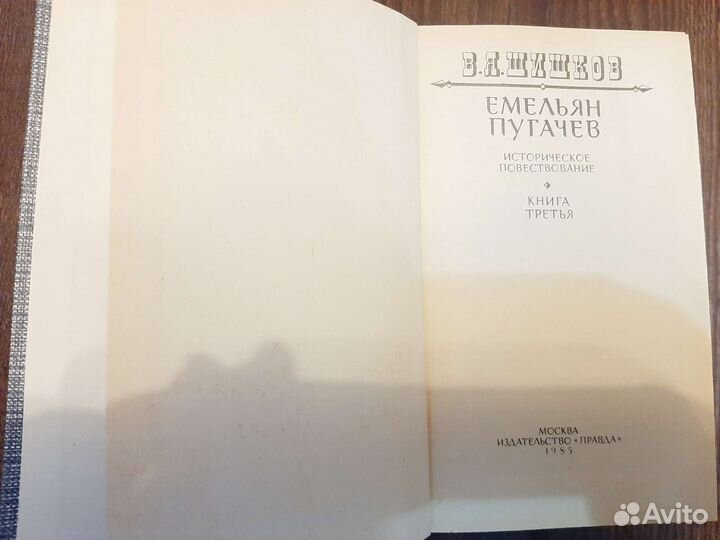 В.Я.ШИШКОВ
ЕМЕЛЬЯН
ПУГАЧЕВ
ИСТОРИЧЕСКОЕ
ПОВЕСТВОВАНИЕ
КНИГА
ТРЕТЬЯ
МОСКВА
ИЗДАТЕЛЬСТВО «ПРАВДА»
1985
Avito